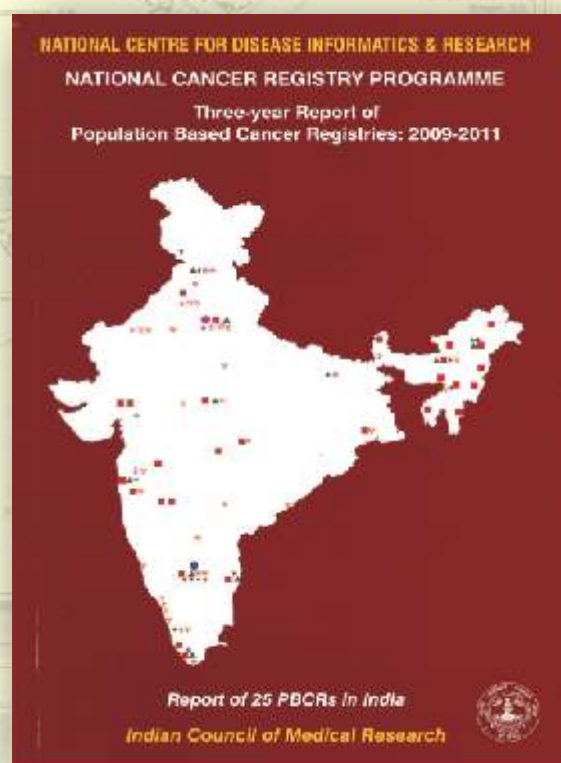 NATIONAL CENTRE FOR DISEASE INFORMATICS & RESEARCH
NATIONAL CANCER REGISTRY PROGRAMME
Three-year Report of
Population Based Cancer Registries: 2009-2011
Report of 25 PBCRs in India
Indian Council of Medical Research